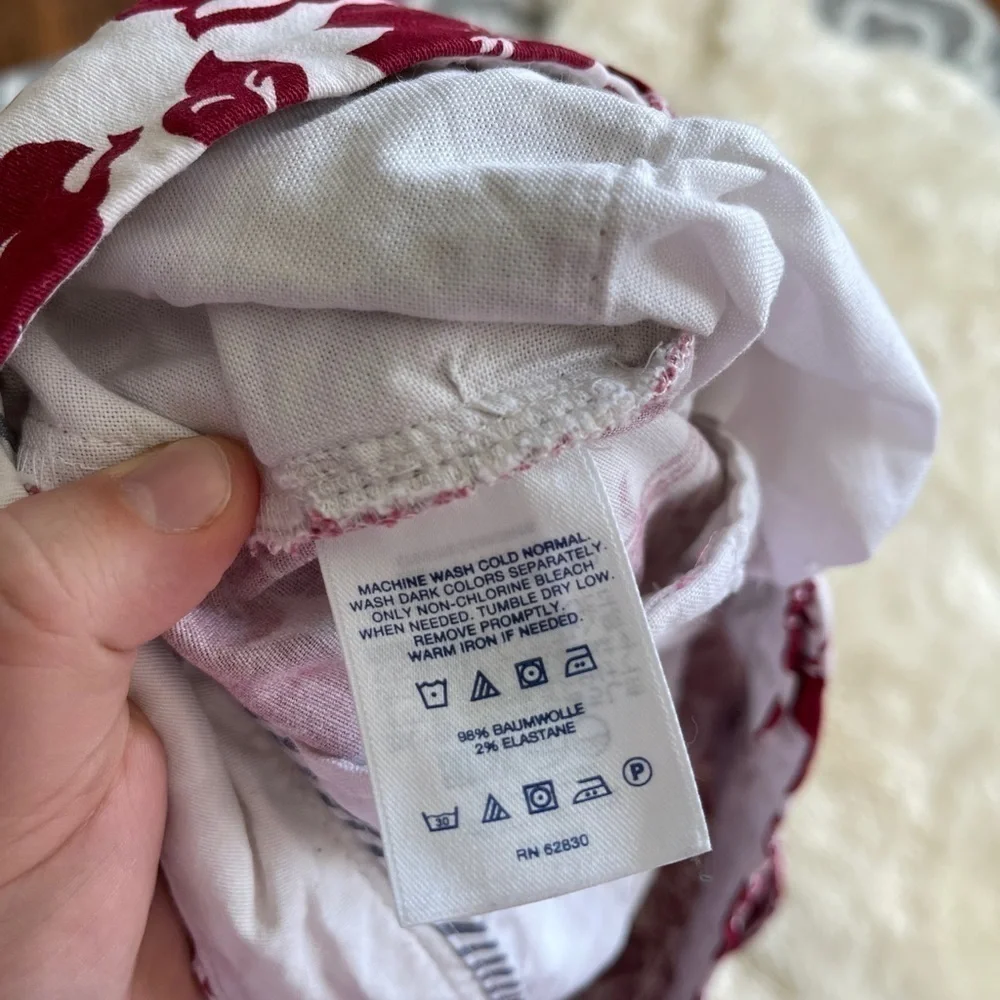 MACHINE WASH COLD NORMAL.
WASH DARK COLORS SEPARATELY.
ONLY NON-CHLORINE BLEACH
WHEN NEEDED. TUMBLE DRY LOW.
REMOVE PROMPTLY.
WARM IRON IF NEEDED.
98% BAUMWOLLE
2% ELASTANE
30
P
RN 62830